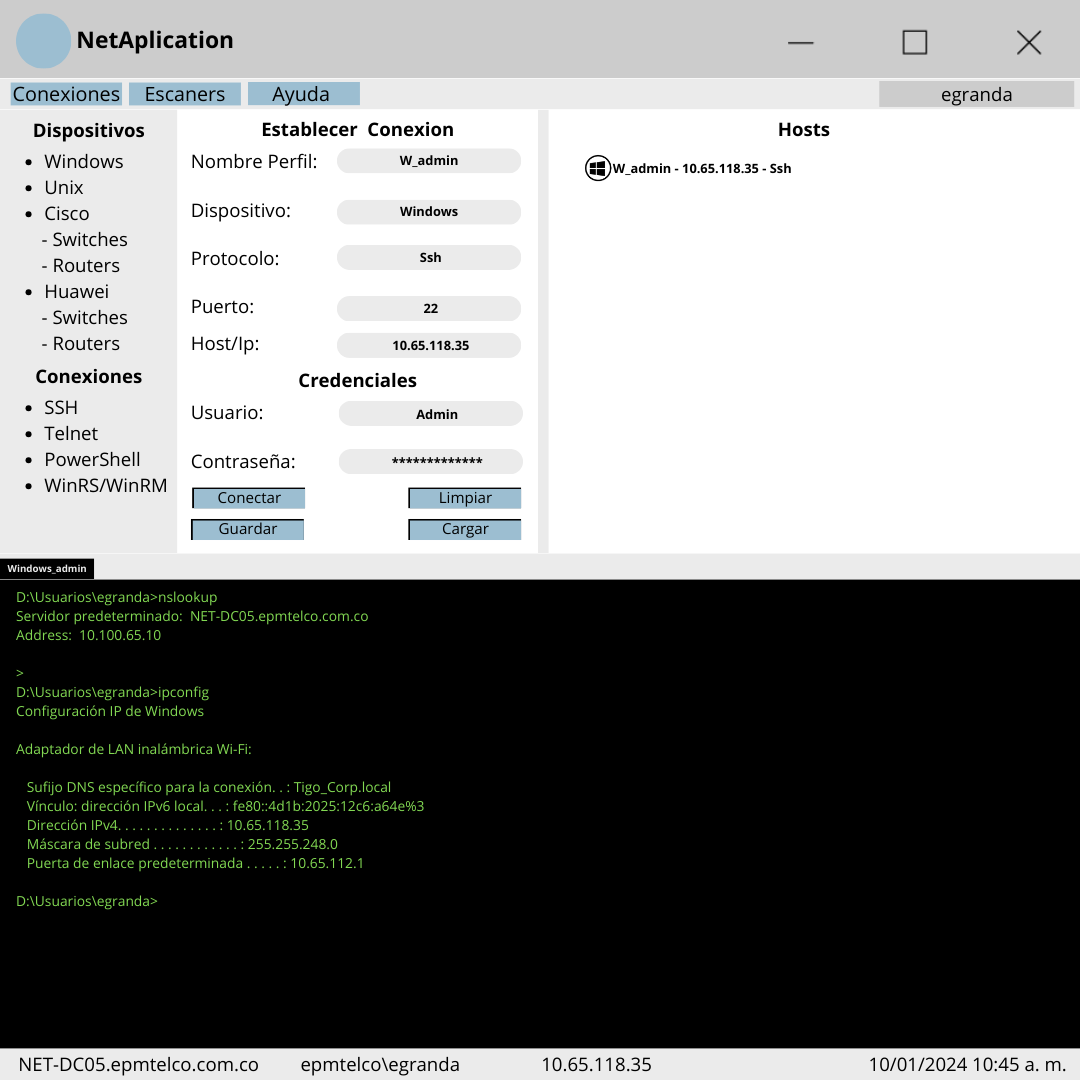 NetAplication
Conexiones Escaners Ayuda egranda
Dispositivos
• Windows
• Unix
• Cisco
- Switches
- Routers
• Huawei
- Switches
- Routers
Conexiones
• SSH
• Telnet
• PowerShell
• WinRS/WinRM
Establecer Conexion
Nombre Perfil: W_admin
Dispositivo: Windows
Protocolo: Ssh
Puerto: 22
Host/Ip: 10.65.118.35
Credenciales
Usuario: Admin
Contraseña: *************
Conectar Limpiar
Guardar Cargar
Hosts
W_admin - 10.65.118.35 - Ssh
Windows_admin
D:\Usuarios\egranda>nslookup
Servidor predeterminado:  NET-DC05.epmtelco.com.co
Address:  10.100.65.10
>
D:\Usuarios\egranda>ipconfig
Configuración IP de Windows
Adaptador de LAN inalámbrica Wi-Fi:
Sufijo DNS específico para la conexión. . : Tigo_Corp.local
Vínculo: dirección IPv6 local. . . : fe80::4d1b:2025:12c6:a64e%3
Dirección IPv4. . . . . . . . . . . . . . : 10.65.118.35
Máscara de subred . . . . . . . . . . . . : 255.255.248.0
Puerta de enlace predeterminada . . . . . : 10.65.112.1
D:\Usuarios\egranda>
NET-DC05.epmtelco.com.co epmtelco\egranda 10.65.118.35 10/01/2024 10:45 a. m.